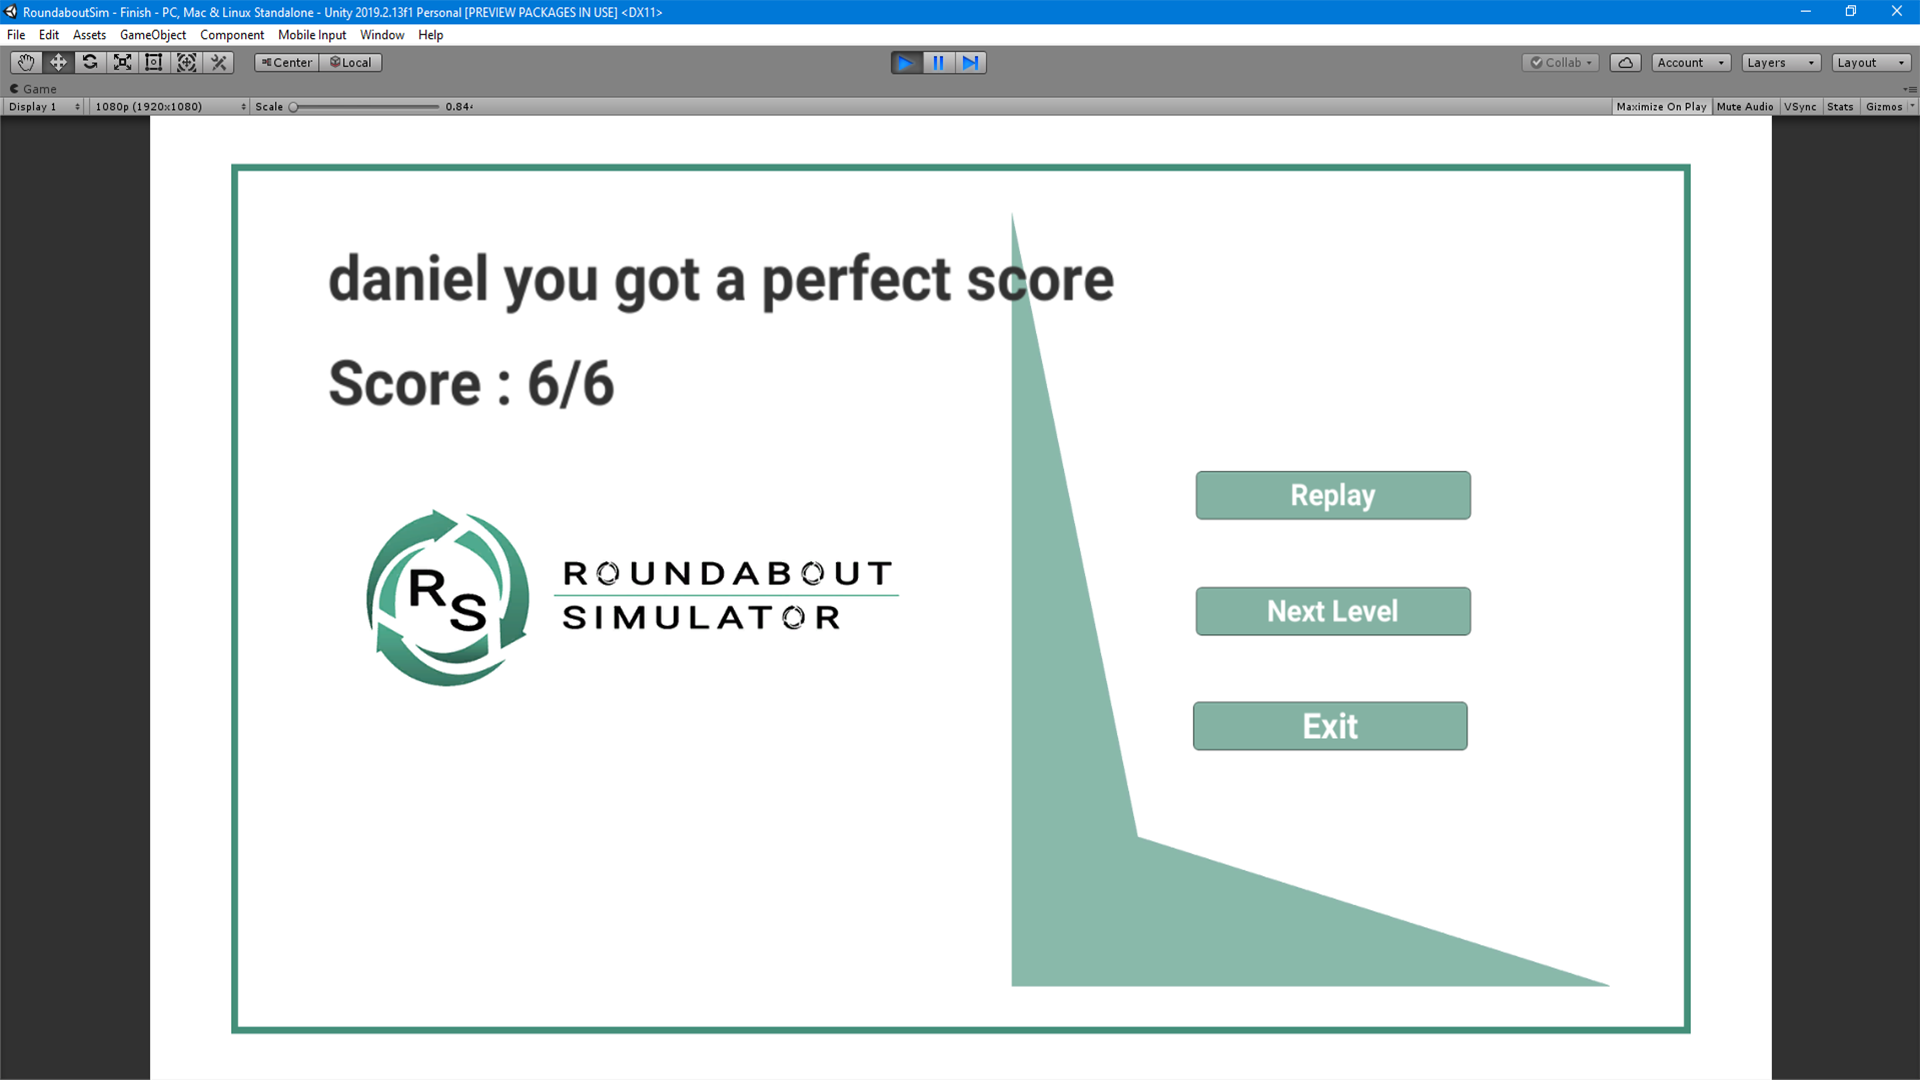 RoundaboutSim - Finish - PC, Mac & Linux Standalone - Unity 2019.2.13f1 Personal [PREVIEW PACKAGES IN USE] <DX11>
File Edit Assets GameObject Component Mobile Input Window Help
Center Local Collab Account Layers Layout
Game
Display 1 1080p (1920x1080) Scale 0.84 Maximize On Play Mute Audio VSync Stats Gizmos
daniel you got a perfect score
Score : 6/6
Replay
RS
ROUNDABOUT
SIMULATOR
Next Level
Exit